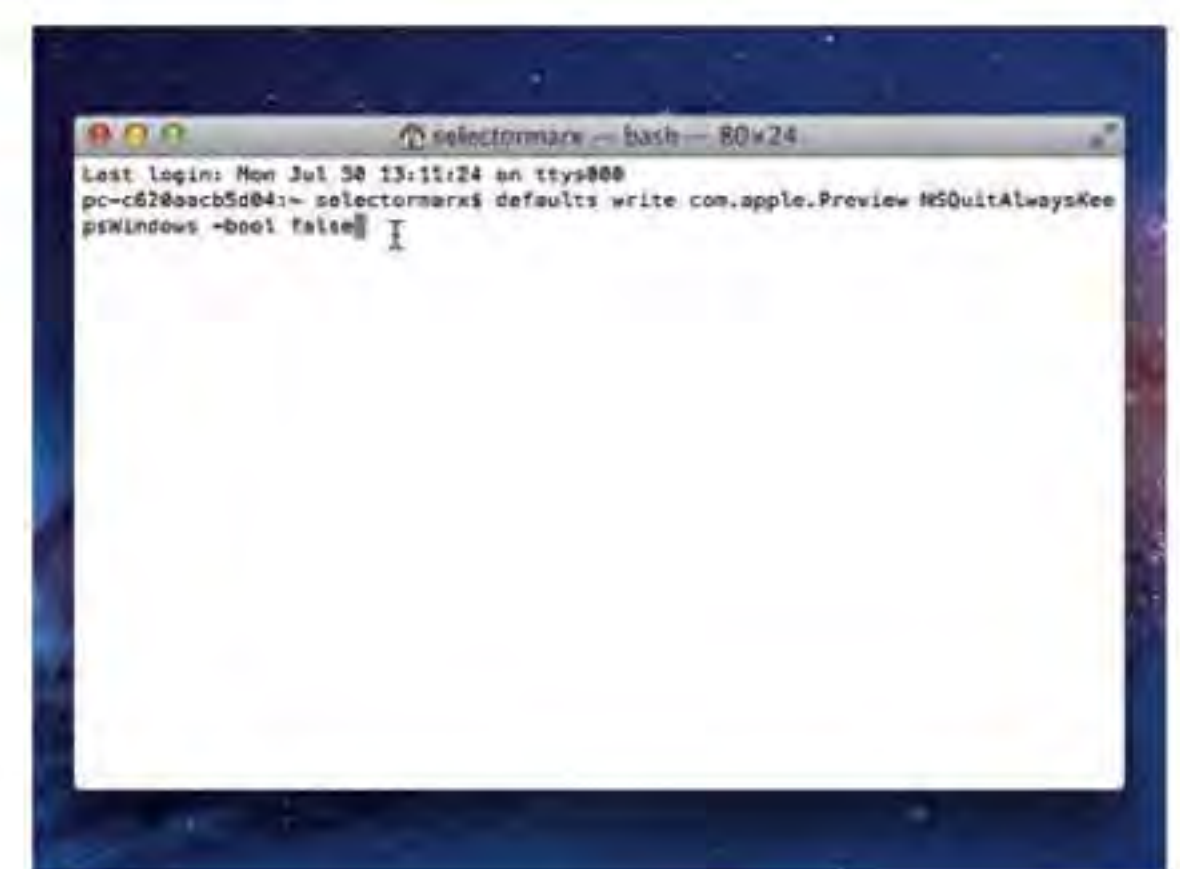 selectormarx — bash — 80×24
Last login: Mon Jul 30 13:11:24 on ttys000
pc-c620aacb5d04:~ selectormarx$ defaults write com.apple.Preview NSQuitAlwaysKee
psWindows -bool false